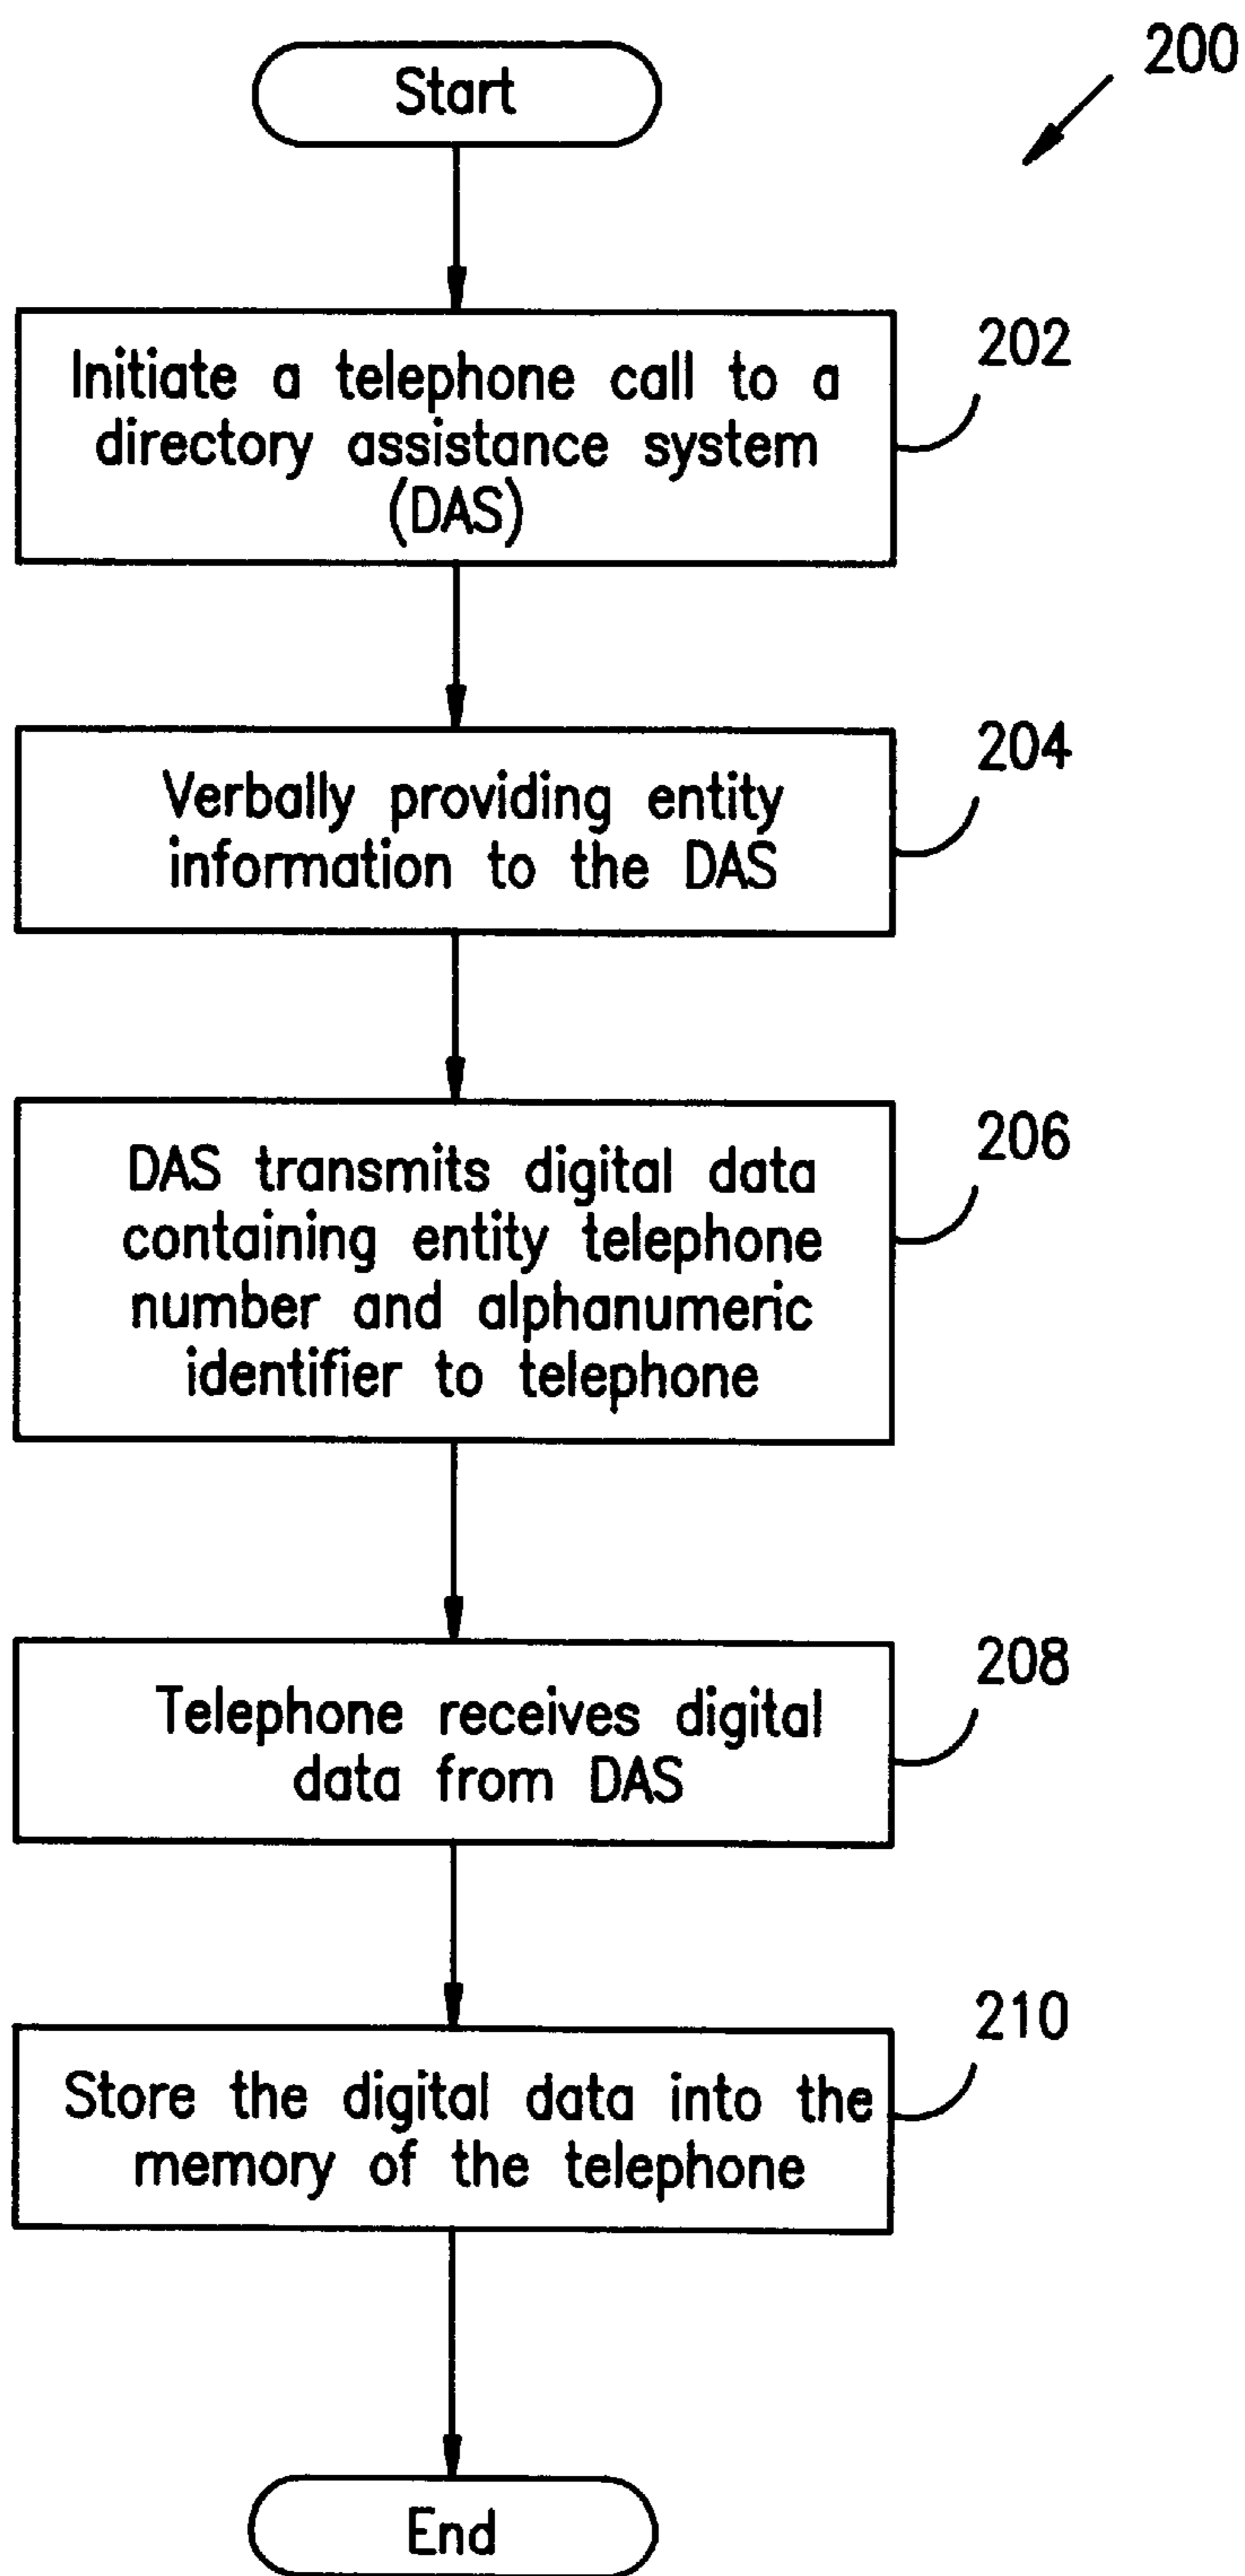 Start
200
Initiate a telephone call to a
directory assistance system
(DAS)
202
Verbally providing entity
information to the DAS
204
DAS transmits digital data
containing entity telephone
number and alphanumeric
identifier to telephone
206
Telephone receives digital
data from DAS
208
Store the digital data into the
memory of the telephone
210
End